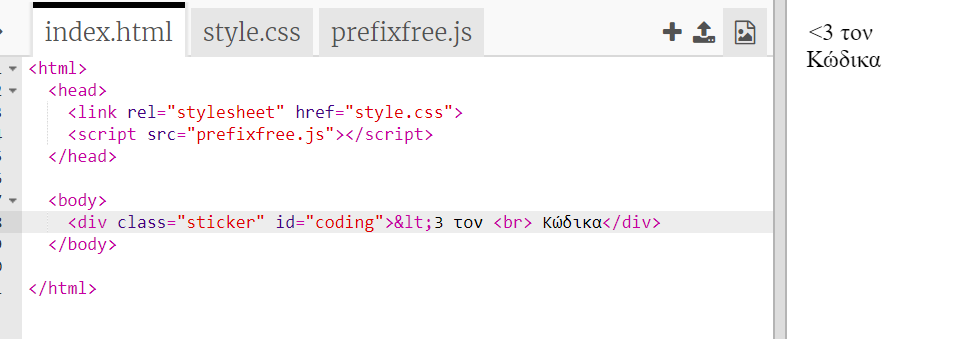 index.html style.css prefixfree.js
<html>
<head>
<link rel="stylesheet" href="style.css">
<script src="prefixfree.js"></script>
</head>
<body>
<div class="sticker" id="coding">&lt;3 τον <br> Κώδικα</div>
</body>
</html>
<3 τον
Κώδικα